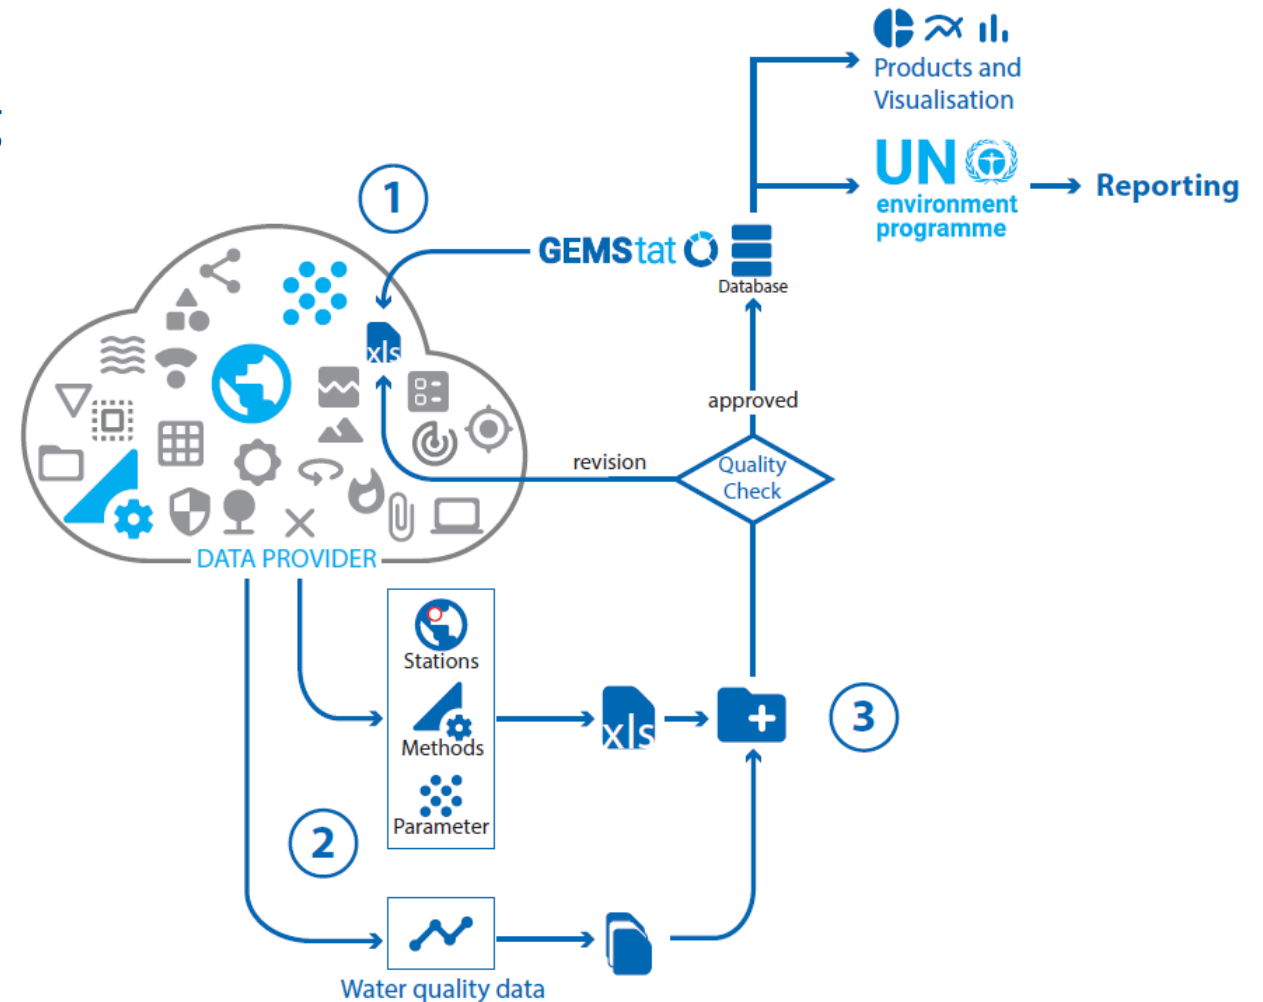 Products and
Visualisation
UN
environment
programme
Reporting
1
GEMStat
Database
xls
approved
revision
Quality
Check
DATA PROVIDER
Stations
Methods
Parameter
xls
3
2
Water quality data